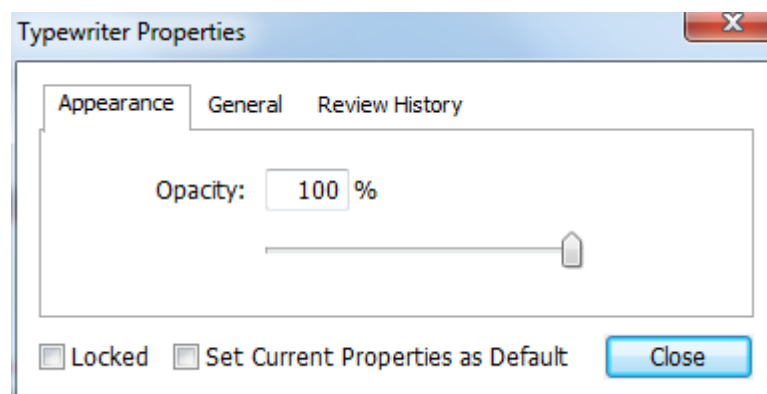 Typewriter Properties
Appearance General Review History
Opacity: 100 %
Locked Set Current Properties as Default Close